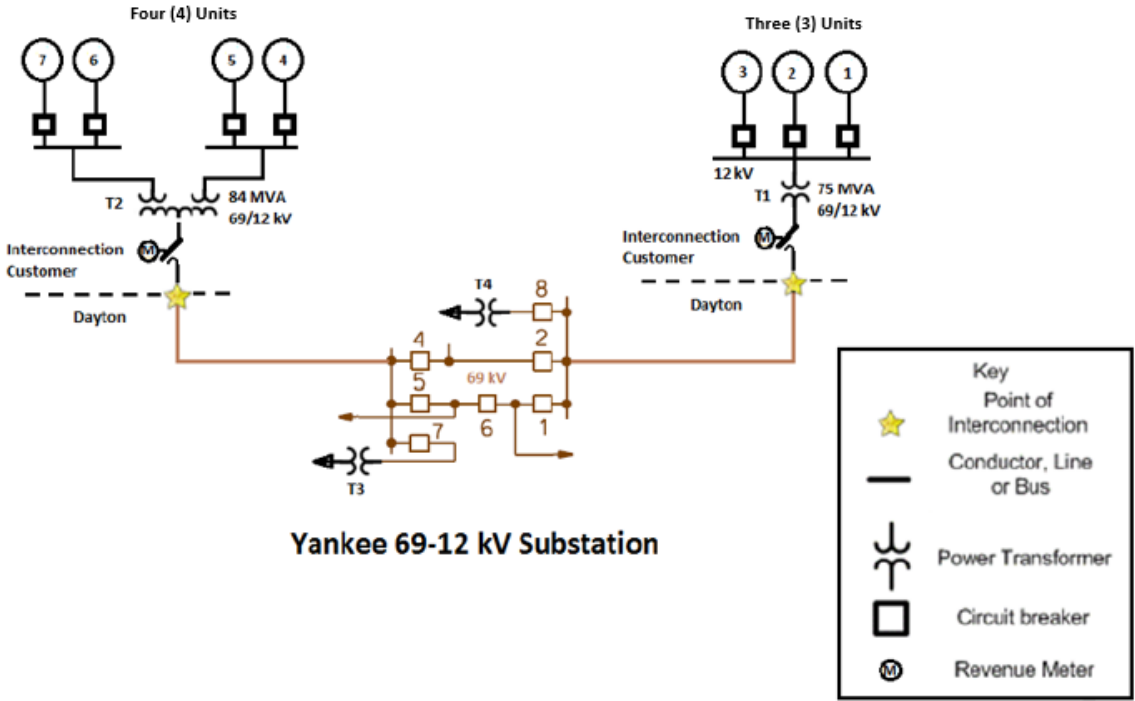 Four (4) Units
Three (3) Units
7
6
5
4
3
2
1
12 kV
T2
84 MVA
69/12 kV
T1
75 MVA
69/12 kV
M
Interconnection
Customer
M
Interconnection
Customer
Dayton
Dayton
T4
8
4
2
69 kV
5
6
1
7
T3
Yankee 69-12 kV Substation
Key
Point of
Interconnection
Conductor, Line
or Bus
Power Transformer
Circuit breaker
M
Revenue Meter